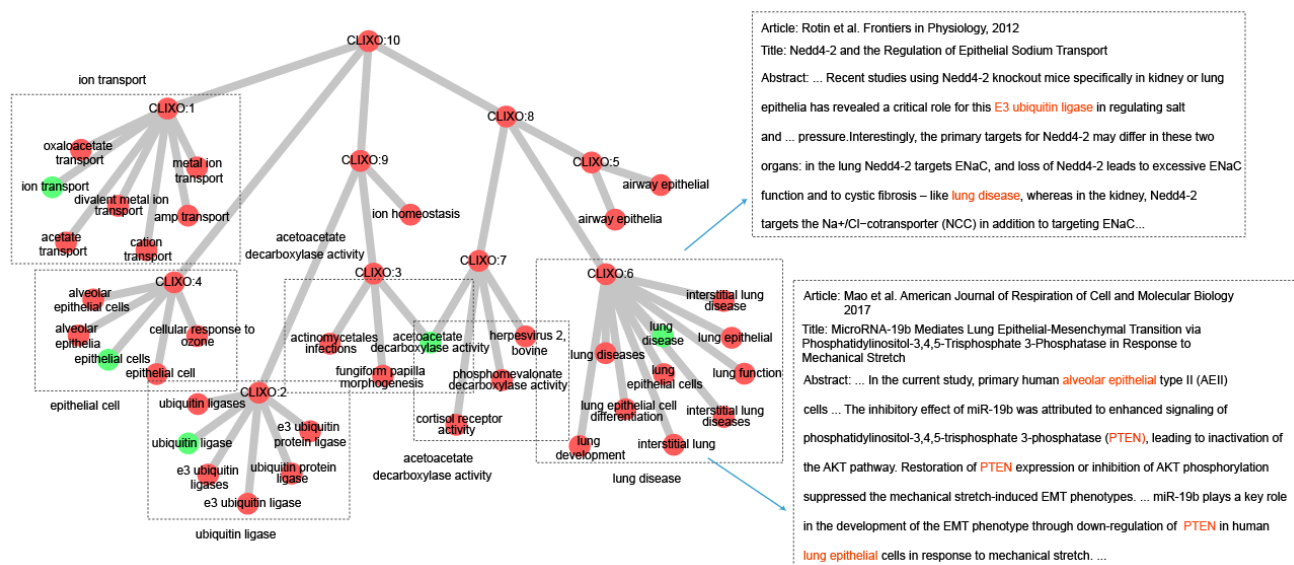 CLIXO:10
ion transport
CLIXO:1
oxaloacetate
transport
metal ion
transport
ion transport
divalent metal ion
transport
amp transport
acetate
transport
cation
transport
CLIXO:9
ion homeostasis
CLIXO:8
CLIXO:5
airway epithelial
airway epithelia
CLIXO:4
alveolar
epithelial cells
alveolar
epithelia
cellular response to
ozone
epithelial cells
epithelial cell
epithelial cell
acetoacetate
decarboxylase activity
CLIXO:3
actinomycetales
infections
acetoacetate
decarboxylase activity
fungiform papilla
morphogenesis
CLIXO:7
herpesvirus 2,
bovine
phosphomevalonate
decarboxylase activity
cortisol receptor
activity
acetoacetate
decarboxylase activity
CLIXO:2
ubiquitin ligases
ubiquitin ligase
e3 ubiquitin
protein ligase
e3 ubiquitin
ligases
ubiquitin protein
ligase
e3 ubiquitin ligase
ubiquitin ligase
CLIXO:6
interstitial lung
disease
lung
disease
lung epithelial
lung diseases
lung
epithelial cells
lung function
lung epithelial cell
differentiation
interstitial lung
diseases
lung
development
interstitial lung
lung disease
Article: Rotin et al. Frontiers in Physiology, 2012
Title: Nedd4-2 and the Regulation of Epithelial Sodium Transport
Abstract: ... Recent studies using Nedd4-2 knockout mice specifically in kidney or lung
epithelia has revealed a critical role for this E3 ubiquitin ligase in regulating salt
and ... pressure.Interestingly, the primary targets for Nedd4-2 may differ in these two
organs: in the lung Nedd4-2 targets ENaC, and loss of Nedd4-2 leads to excessive ENaC
function and to cystic fibrosis – like lung disease, whereas in the kidney, Nedd4-2
targets the Na+/Cl−cotransporter (NCC) in addition to targeting ENaC...
Article: Mao et al. American Journal of Respiration of Cell and Molecular Biology
2017
Title: MicroRNA-19b Mediates Lung Epithelial-Mesenchymal Transition via
Phosphatidylinositol-3,4,5-Trisphosphate 3-Phosphatase in Response to
Mechanical Stretch
Abstract: ... In the current study, primary human alveolar epithelial type II (AEII)
cells ... The inhibitory effect of miR-19b was attributed to enhanced signaling of
phosphatidylinositol-3,4,5-trisphosphate 3-phosphatase (PTEN), leading to inactivation of
the AKT pathway. Restoration of PTEN expression or inhibition of AKT phosphorylation
suppressed the mechanical stretch-induced EMT phenotypes. ... miR-19b plays a key role
in the development of the EMT phenotype through down-regulation of PTEN in human
lung epithelial cells in response to mechanical stretch. ...